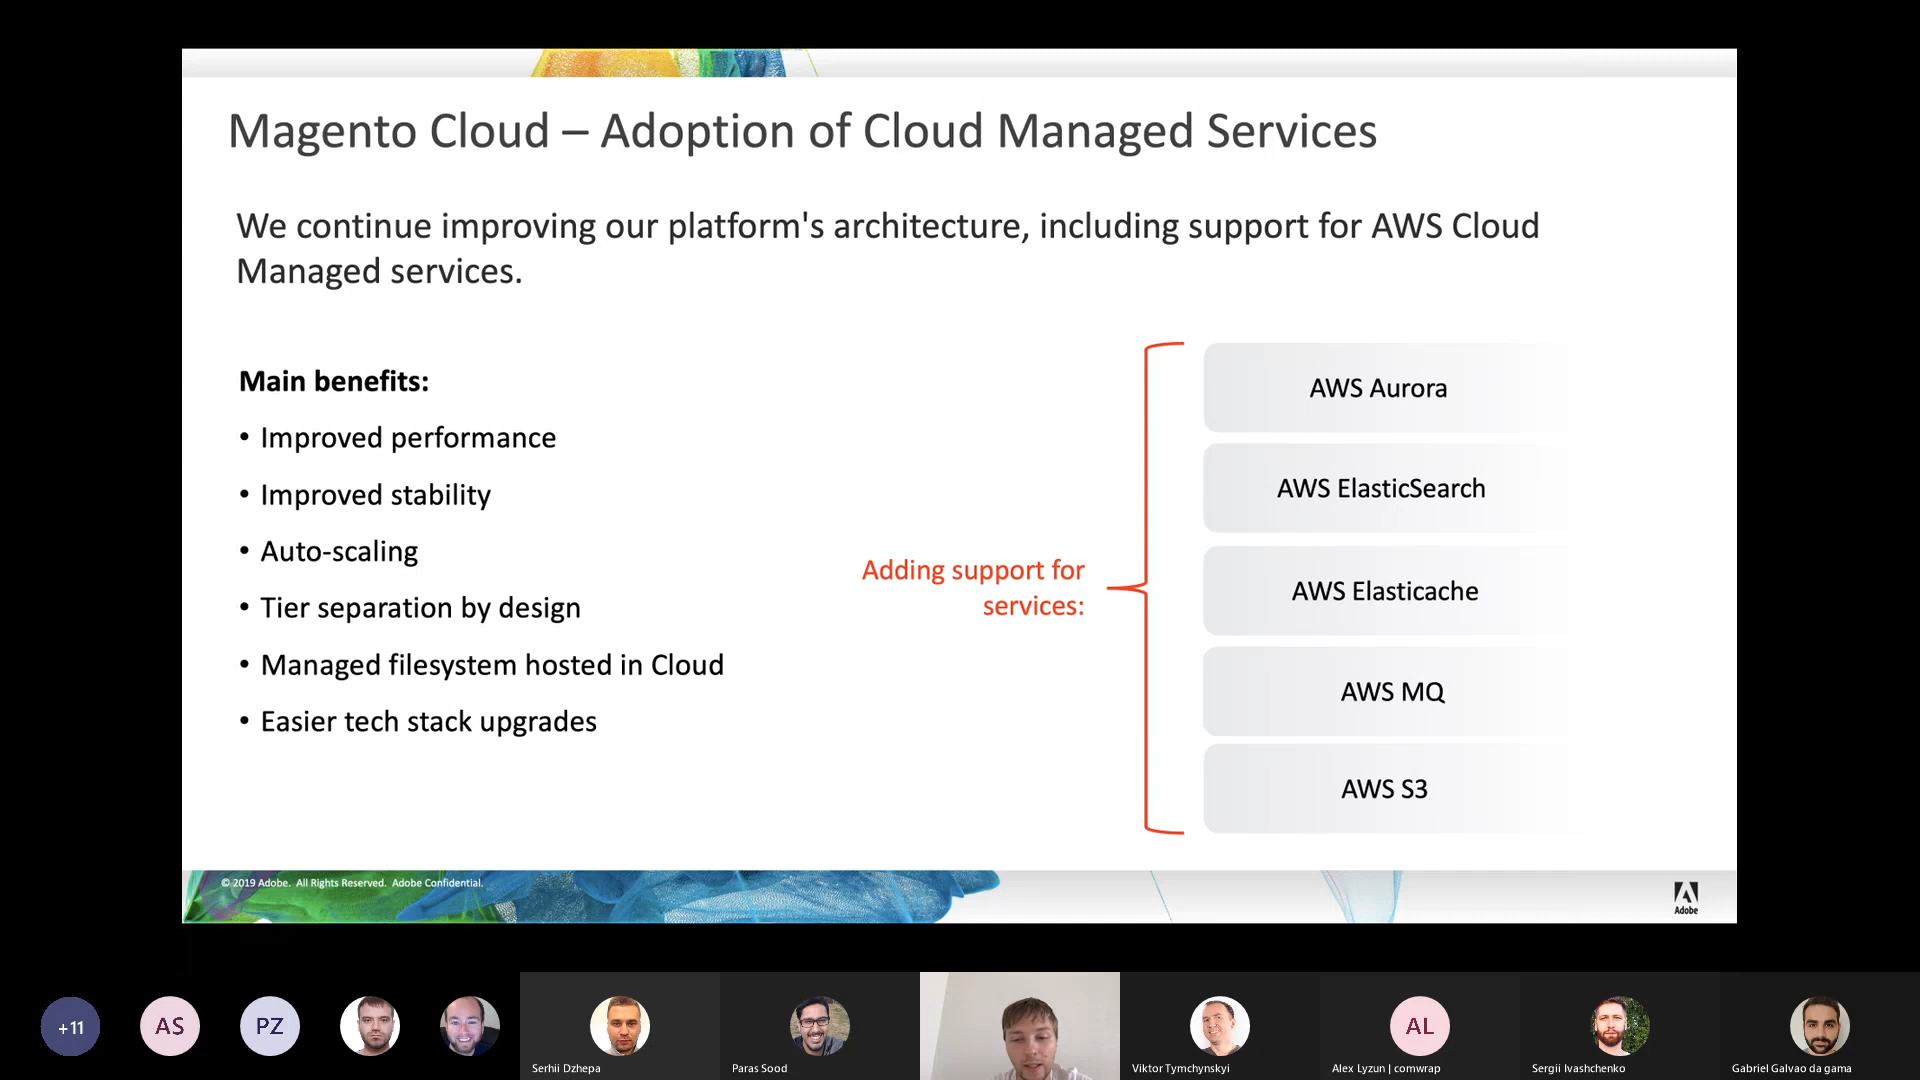 Magento Cloud – Adoption of Cloud Managed Services
We continue improving our platform's architecture, including support for AWS Cloud
Managed services.
Main benefits:
• Improved performance
• Improved stability
• Auto-scaling
• Tier separation by design
• Managed filesystem hosted in Cloud
• Easier tech stack upgrades
Adding support for
services:
AWS Aurora
AWS ElasticSearch
AWS Elasticache
AWS MQ
AWS S3
© 2019 Adobe. All Rights Reserved. Adobe Confidential.
Adobe
+11
AS
PZ
Serhii Dzhepa
Paras Sood
Viktor Tymchynskyi
AL
Alex Lyzun | comwrap
Sergii Ivashchenko
Gabriel Galvao da gama